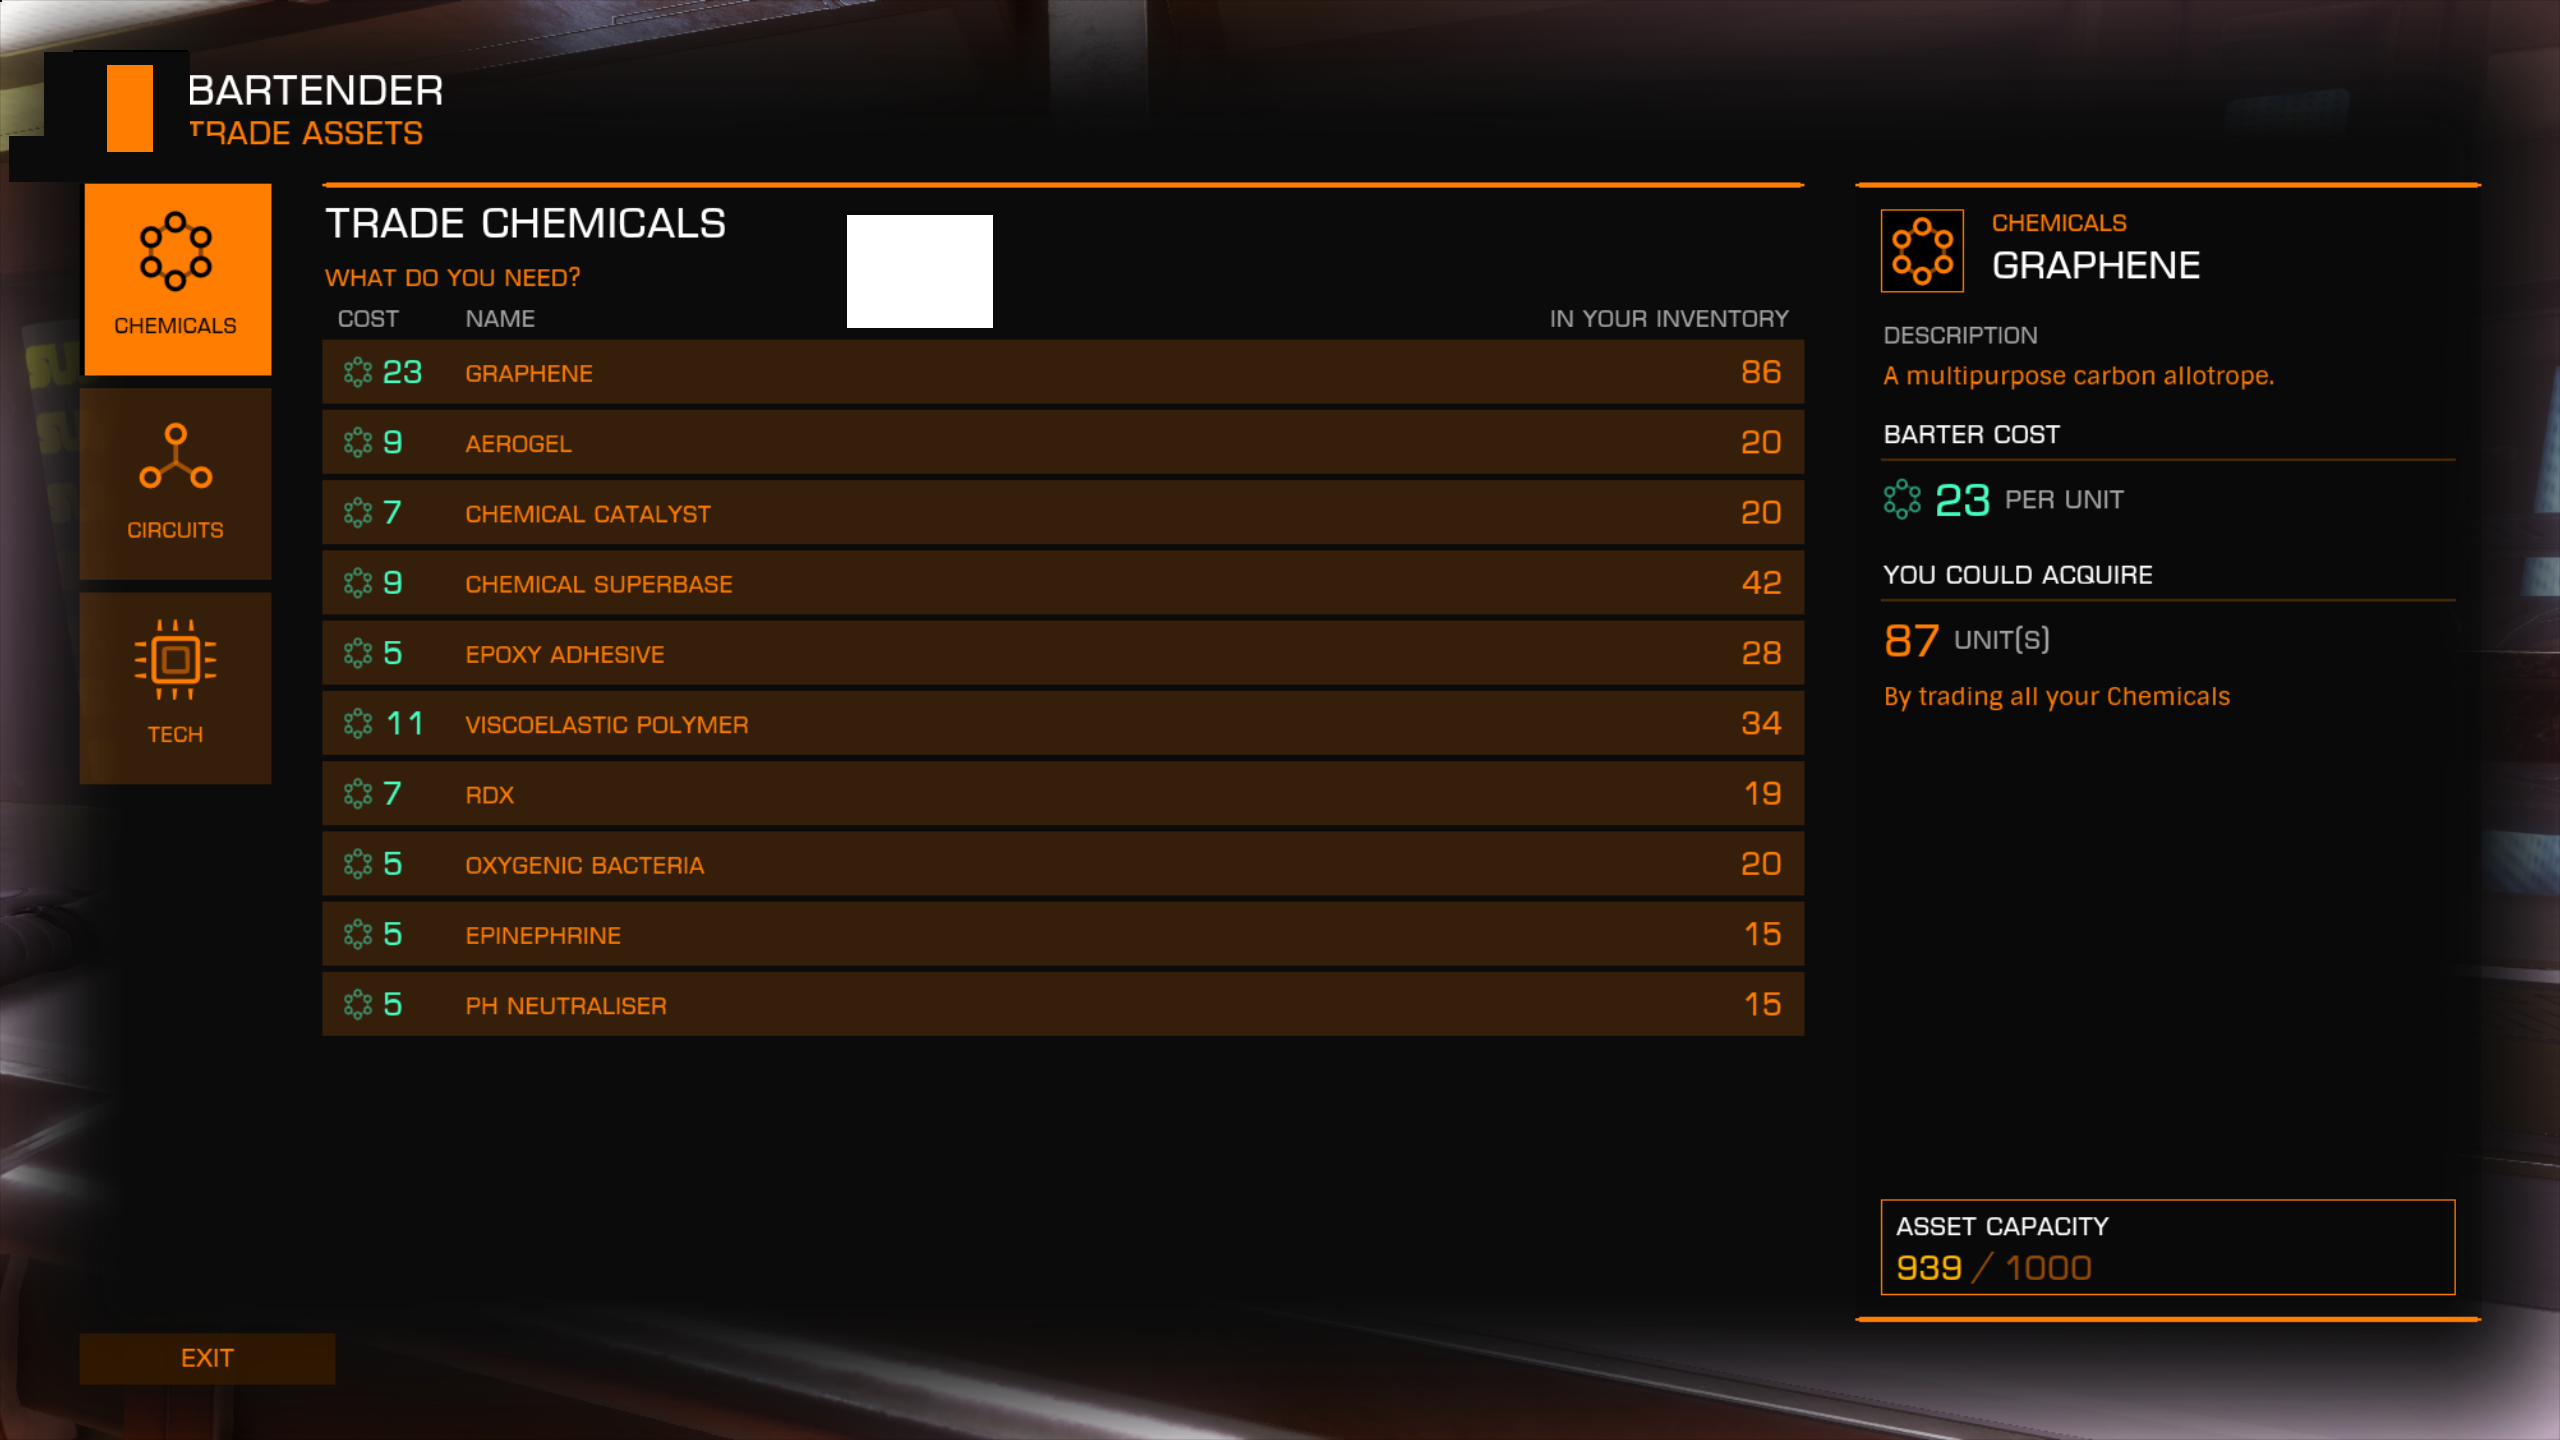 BARTENDER
TRADE ASSETS
CHEMICALS
CIRCUITS
TECH
TRADE CHEMICALS
WHAT DO YOU NEED?
COST NAME IN YOUR INVENTORY
23 GRAPHENE 86
9 AEROGEL 20
7 CHEMICAL CATALYST 20
9 CHEMICAL SUPERBASE 42
5 EPOXY ADHESIVE 28
11 VISCOELASTIC POLYMER 34
7 RDX 19
5 OXYGENIC BACTERIA 20
5 EPINEPHRINE 15
5 PH NEUTRALISER 15
CHEMICALS
GRAPHENE
DESCRIPTION
A multipurpose carbon allotrope.
BARTER COST
23 PER UNIT
YOU COULD ACQUIRE
87 UNIT(S)
By trading all your Chemicals
ASSET CAPACITY
939 / 1000
EXIT